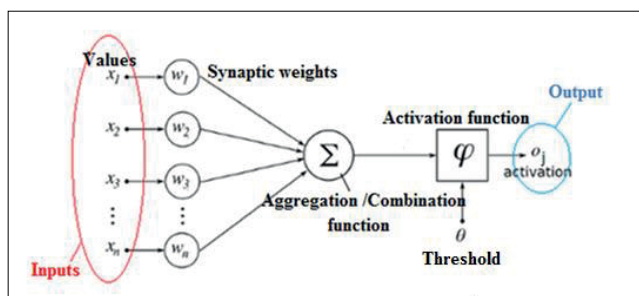 Values
x1 w1 Synaptic weights
x2 w2
x3 w3
⋮ ⋮
xn wn
Σ
Aggregation /Combination
function
Activation function
φ
θ
Threshold
Output
oj
activation
Inputs